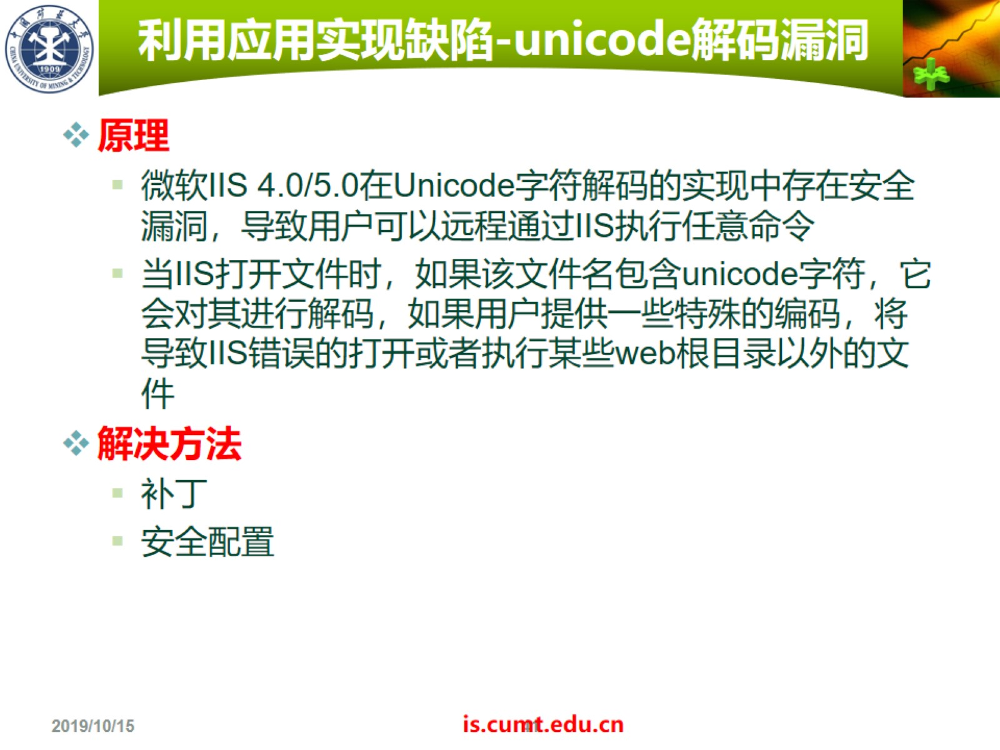 利用应用实现缺陷-unicode解码漏洞
中国矿业大学
1909
CHINA UNIVERSITY OF MINING & TECHNOLOGY
原理
微软IIS 4.0/5.0在Unicode字符解码的实现中存在安全
漏洞，导致用户可以远程通过IIS执行任意命令
当IIS打开文件时，如果该文件名包含unicode字符，它
会对其进行解码，如果用户提供一些特殊的编码，将
导致IIS错误的打开或者执行某些web根目录以外的文
件
解决方法
补丁
安全配置
2019/10/15
is.cumt.edu.cn